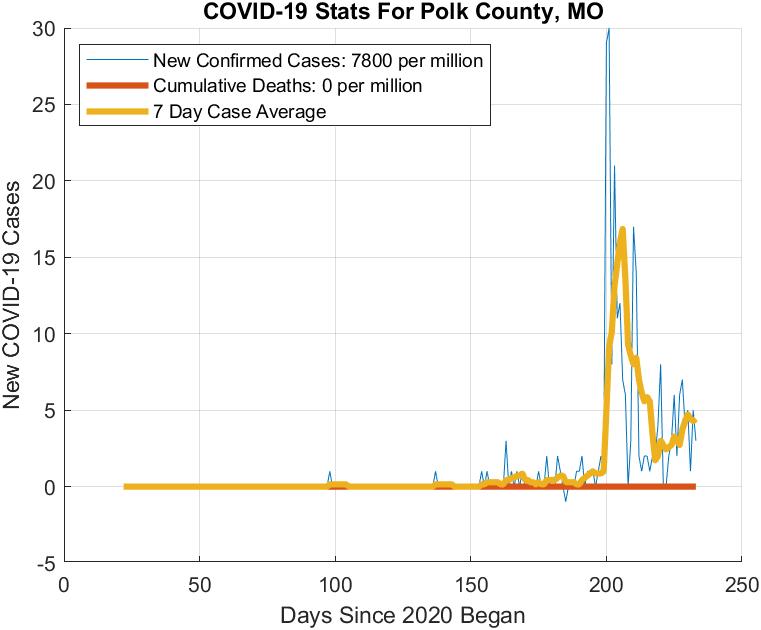 COVID-19 Stats For Polk County, MO
New Confirmed Cases: 7800 per million
Cumulative Deaths: 0 per million
7 Day Case Average
New COVID-19 Cases
30
25
20
15
10
5
0
-5
0 50 100 150 200 250
Days Since 2020 Began